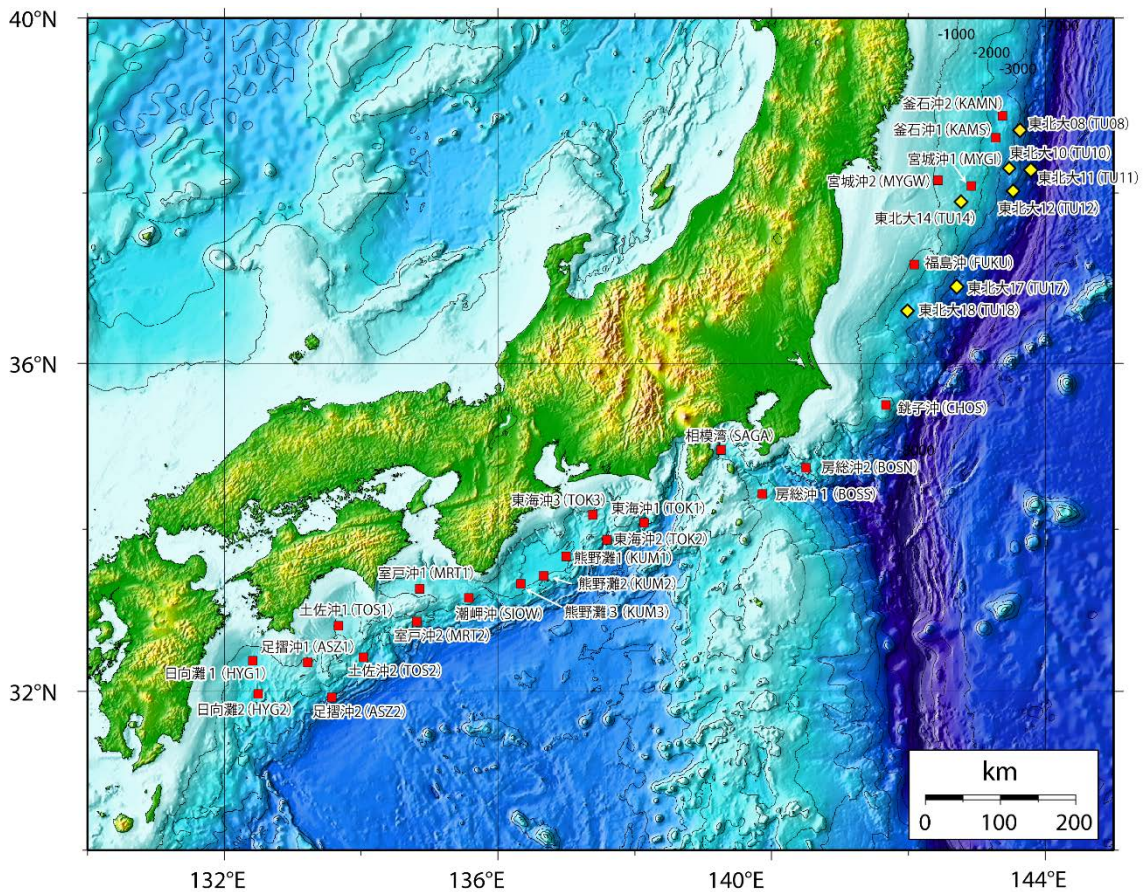 40°N
-1000
-2000
-3000
釜石沖2(KAMN)
東北大08(TU08)
釜石沖1(KAMS)
宮城沖1(MYGI)
東北大10(TU10)
宮城沖2(MYGW)
東北大11(TU11)
東北大12(TU12)
東北大14(TU14)
福島沖(FUKU)
東北大17(TU17)
東北大18(TU18)
36°N
銚子沖(CHOS)
相模湾(SAGA)
房総沖2(BOSN)
房総沖1(BOSS)
東海沖3(TOK3)
東海沖1(TOK1)
東海沖2(TOK2)
熊野灘1(KUM1)
室戸沖1(MRT1)
熊野灘2(KUM2)
潮岬沖(SIOW)
熊野灘3(KUM3)
土佐沖1(TOS1)
室戸沖2(MRT2)
足摺沖1(ASZ1)
日向灘1(HYG1)
土佐沖2(TOS2)
32°N
日向灘2(HYG2)
足摺沖2(ASZ2)
km
0 100 200
132°E
136°E
140°E
144°E